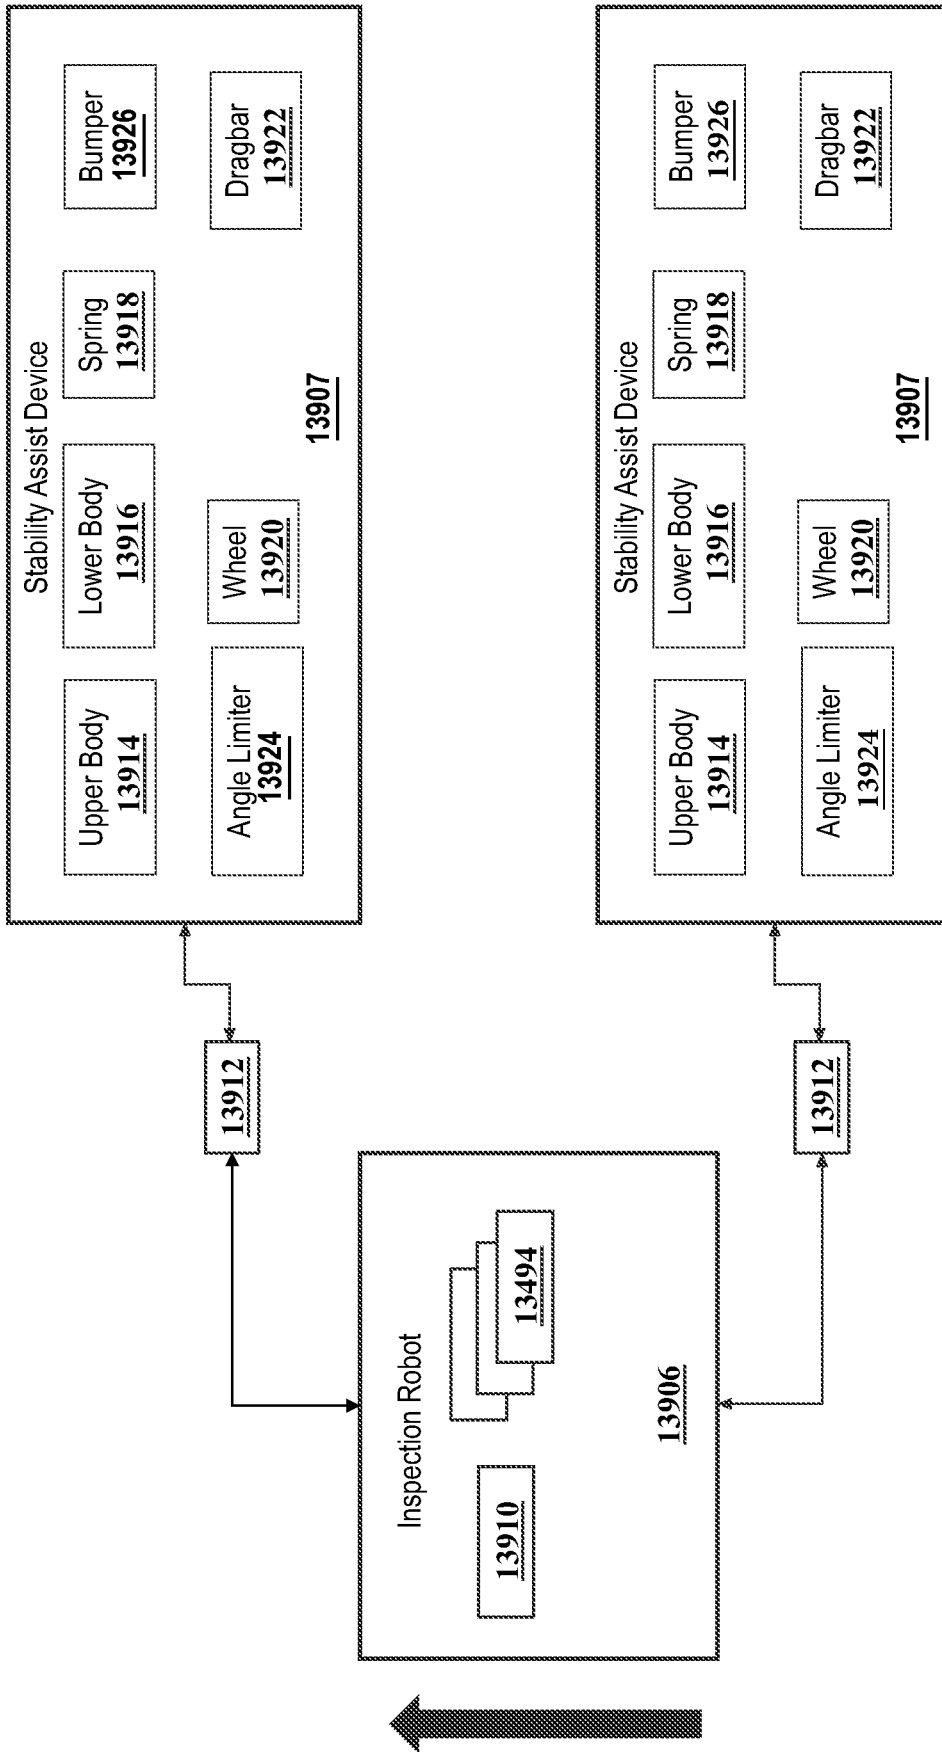 Stability Assist Device
Upper Body
13914
Lower Body
13916
Spring
13918
Bumper
13926
Angle Limiter
13924
Wheel
13920
Dragbar
13922
13907
13912
Inspection Robot
13910
13494
13906
13912
Stability Assist Device
Upper Body
13914
Lower Body
13916
Spring
13918
Bumper
13926
Angle Limiter
13924
Wheel
13920
Dragbar
13922
13907